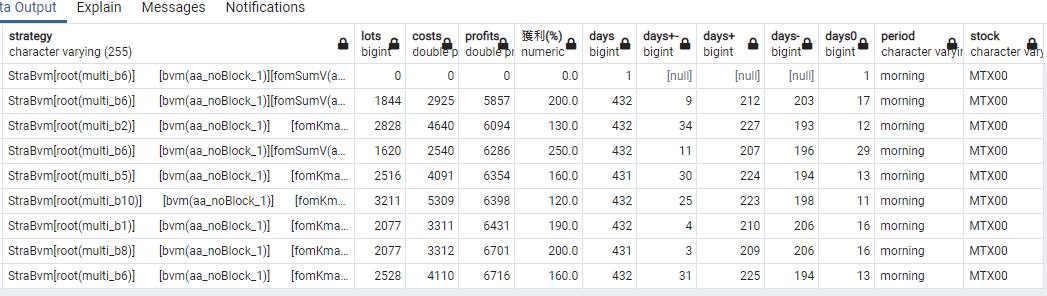 ta Output Explain Messages Notifications
strategy lots costs profits 獲利(%) days days+- days+ days- days0 period stock
character varying (255) bigint double p double p numeric bigint bigint bigint bigint bigint character varyin character vary
StraBvm[root(multi_b6)] [bvm(aa_noBlock_1)][fomSumV(a... 0 0 0 0.0 1 [null] [null] [null] 1 morning MTX00
StraBvm[root(multi_b6)] [bvm(aa_noBlock_1)][fomSumV(a... 1844 2925 5857 200.0 432 9 212 203 17 morning MTX00
StraBvm[root(multi_b2)] [bvm(aa_noBlock_1)] [fomKma... 2828 4640 6094 130.0 432 34 227 193 12 morning MTX00
StraBvm[root(multi_b6)] [bvm(aa_noBlock_1)][fomSumV(a... 1620 2540 6286 250.0 432 11 207 196 29 morning MTX00
StraBvm[root(multi_b5)] [bvm(aa_noBlock_1)] [fomKma... 2516 4091 6354 160.0 431 30 224 194 13 morning MTX00
StraBvm[root(multi_b10)] [bvm(aa_noBlock_1)] [fomKma... 3211 5309 6398 120.0 432 25 223 198 11 morning MTX00
StraBvm[root(multi_b1)] [bvm(aa_noBlock_1)] [fomKma... 2077 3311 6431 190.0 432 4 210 206 16 morning MTX00
StraBvm[root(multi_b8)] [bvm(aa_noBlock_1)] [fomKma... 2077 3312 6701 200.0 431 3 209 206 16 morning MTX00
StraBvm[root(multi_b6)] [bvm(aa_noBlock_1)] [fomKma... 2528 4110 6716 160.0 432 31 225 194 13 morning MTX00